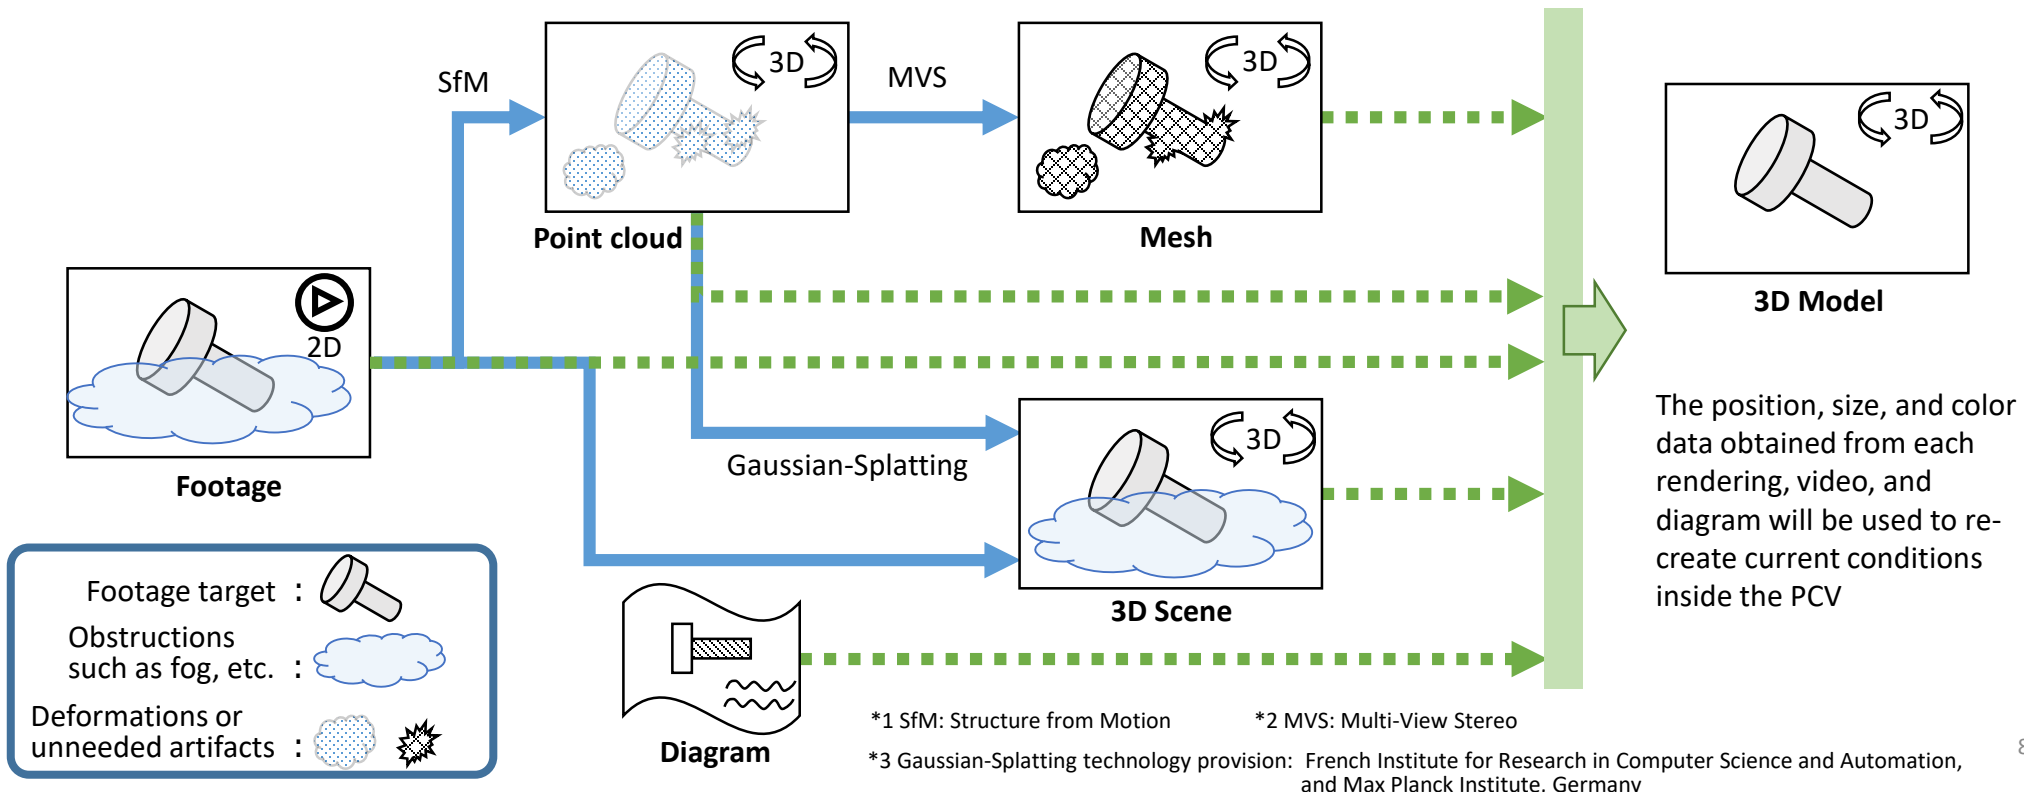 SfM
3D
MVS
3D
3D
Point cloud
Mesh
3D Model
2D
Footage
Gaussian-Splatting
3D
3D Scene
The position, size, and color
data obtained from each
rendering, video, and
diagram will be used to re-
create current conditions
inside the PCV
Footage target :
Obstructions
such as fog, etc. :
Deformations or
unneeded artifacts :
Diagram
*1 SfM: Structure from Motion
*2 MVS: Multi-View Stereo
*3 Gaussian-Splatting technology provision: French Institute for Research in Computer Science and Automation,
and Max Planck Institute, Germany